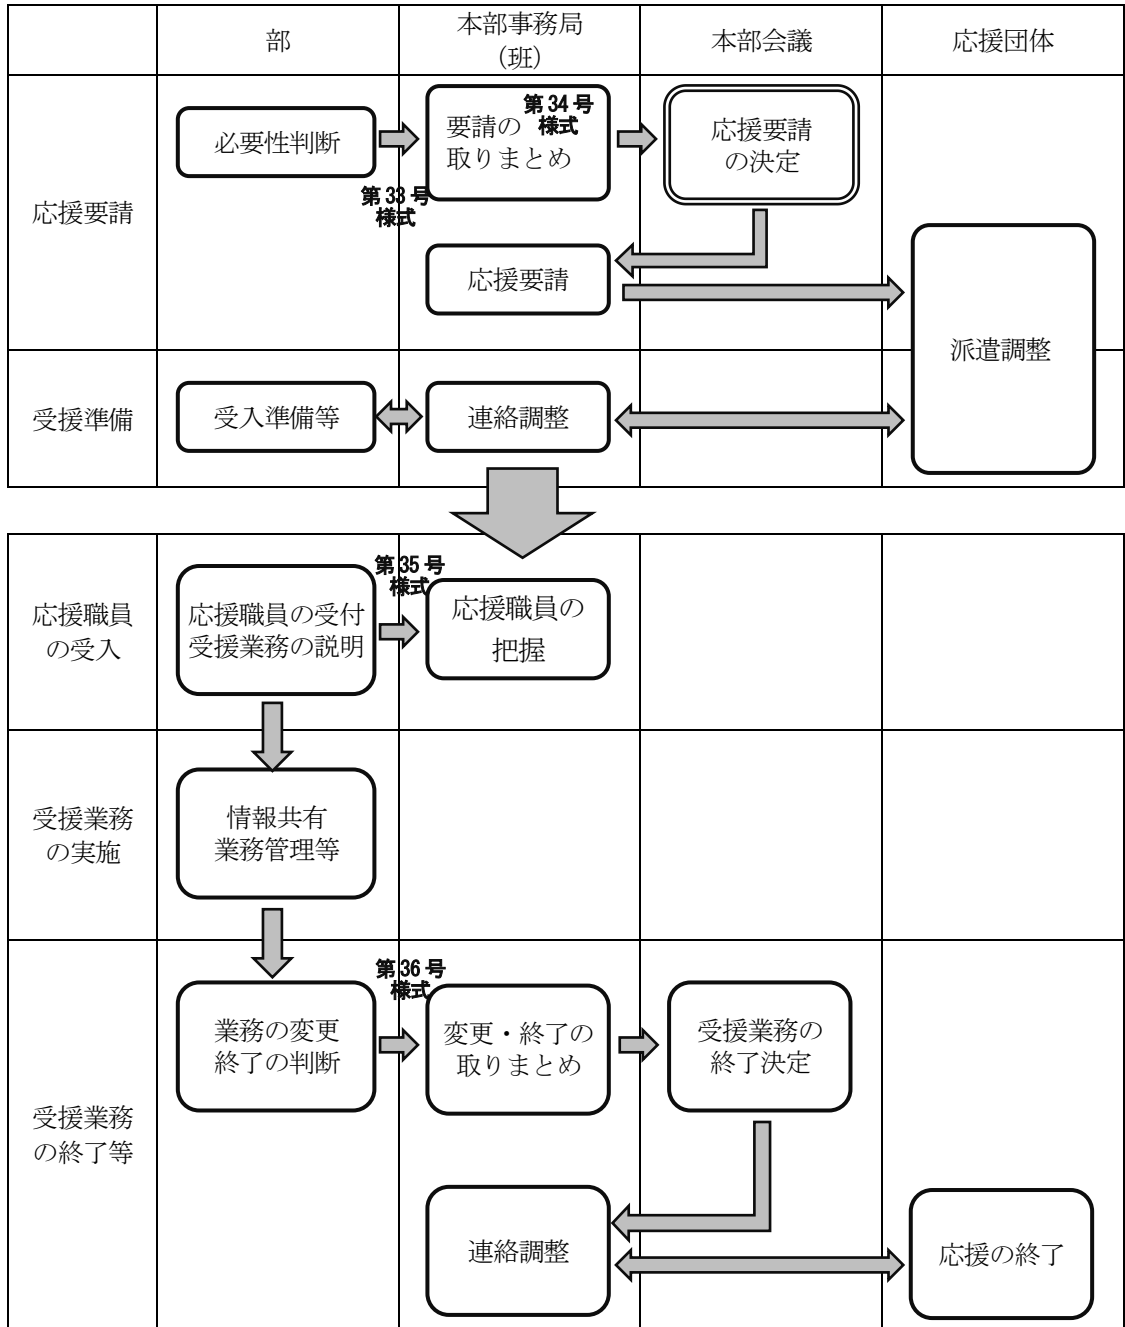 部
本部事務局
（班）
本部会議
応援団体
応援要請
必要性判断
第33号
様式
要請の
取りまとめ
第34号
様式
応援要請
の決定
応援要請
派遣調整
受援準備
受入準備等
連絡調整
応援職員
の受入
応援職員の受付
受援業務の説明
第35号
様式
応援職員の
把握
受援業務
の実施
情報共有
業務管理等
受援業務
の終了等
業務の変更
終了の判断
第36号
様式
変更・終了の
取りまとめ
受援業務の
終了決定
連絡調整
応援の終了